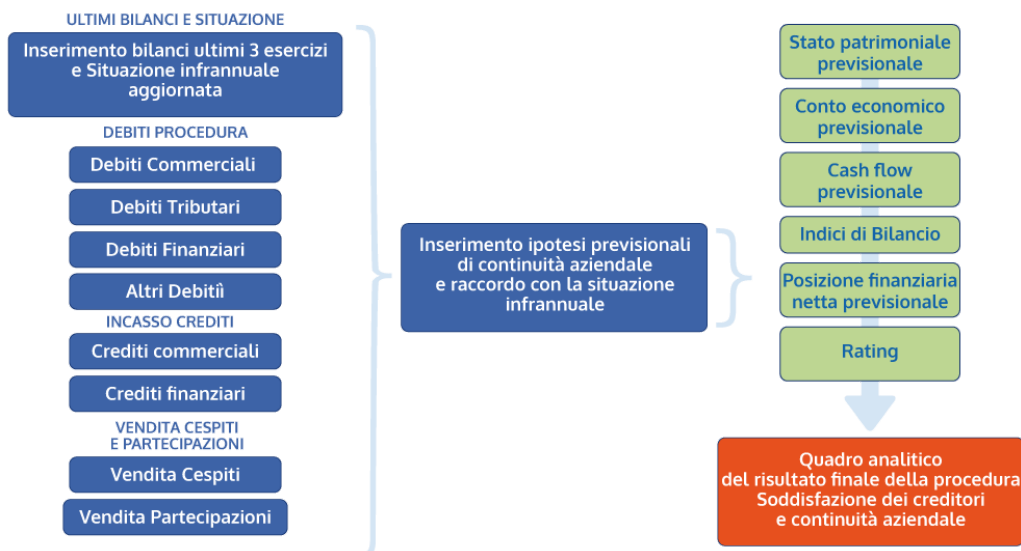 ULTIMI BILANCI E SITUAZIONE
Inserimento bilanci ultimi 3 esercizi
e Situazione infrannuale
aggiornata
DEBITI PROCEDURA
Debiti Commerciali
Debiti Tributari
Debiti Finanziari
Altri Debitiì
INCASSO CREDITI
Crediti commerciali
Crediti finanziari
VENDITA CESPITI
E PARTECIPAZIONI
Vendita Cespiti
Vendita Partecipazioni
Inserimento ipotesi previsionali
di continuità aziendale
e raccordo con la situazione
infrannuale
Stato patrimoniale
previsionale
Conto economico
previsionale
Cash flow
previsionale
Indici di Bilancio
Posizione finanziaria
netta previsionale
Rating
Quadro analitico
del risultato finale della procedura
Soddisfazione dei creditori
e continuità aziendale